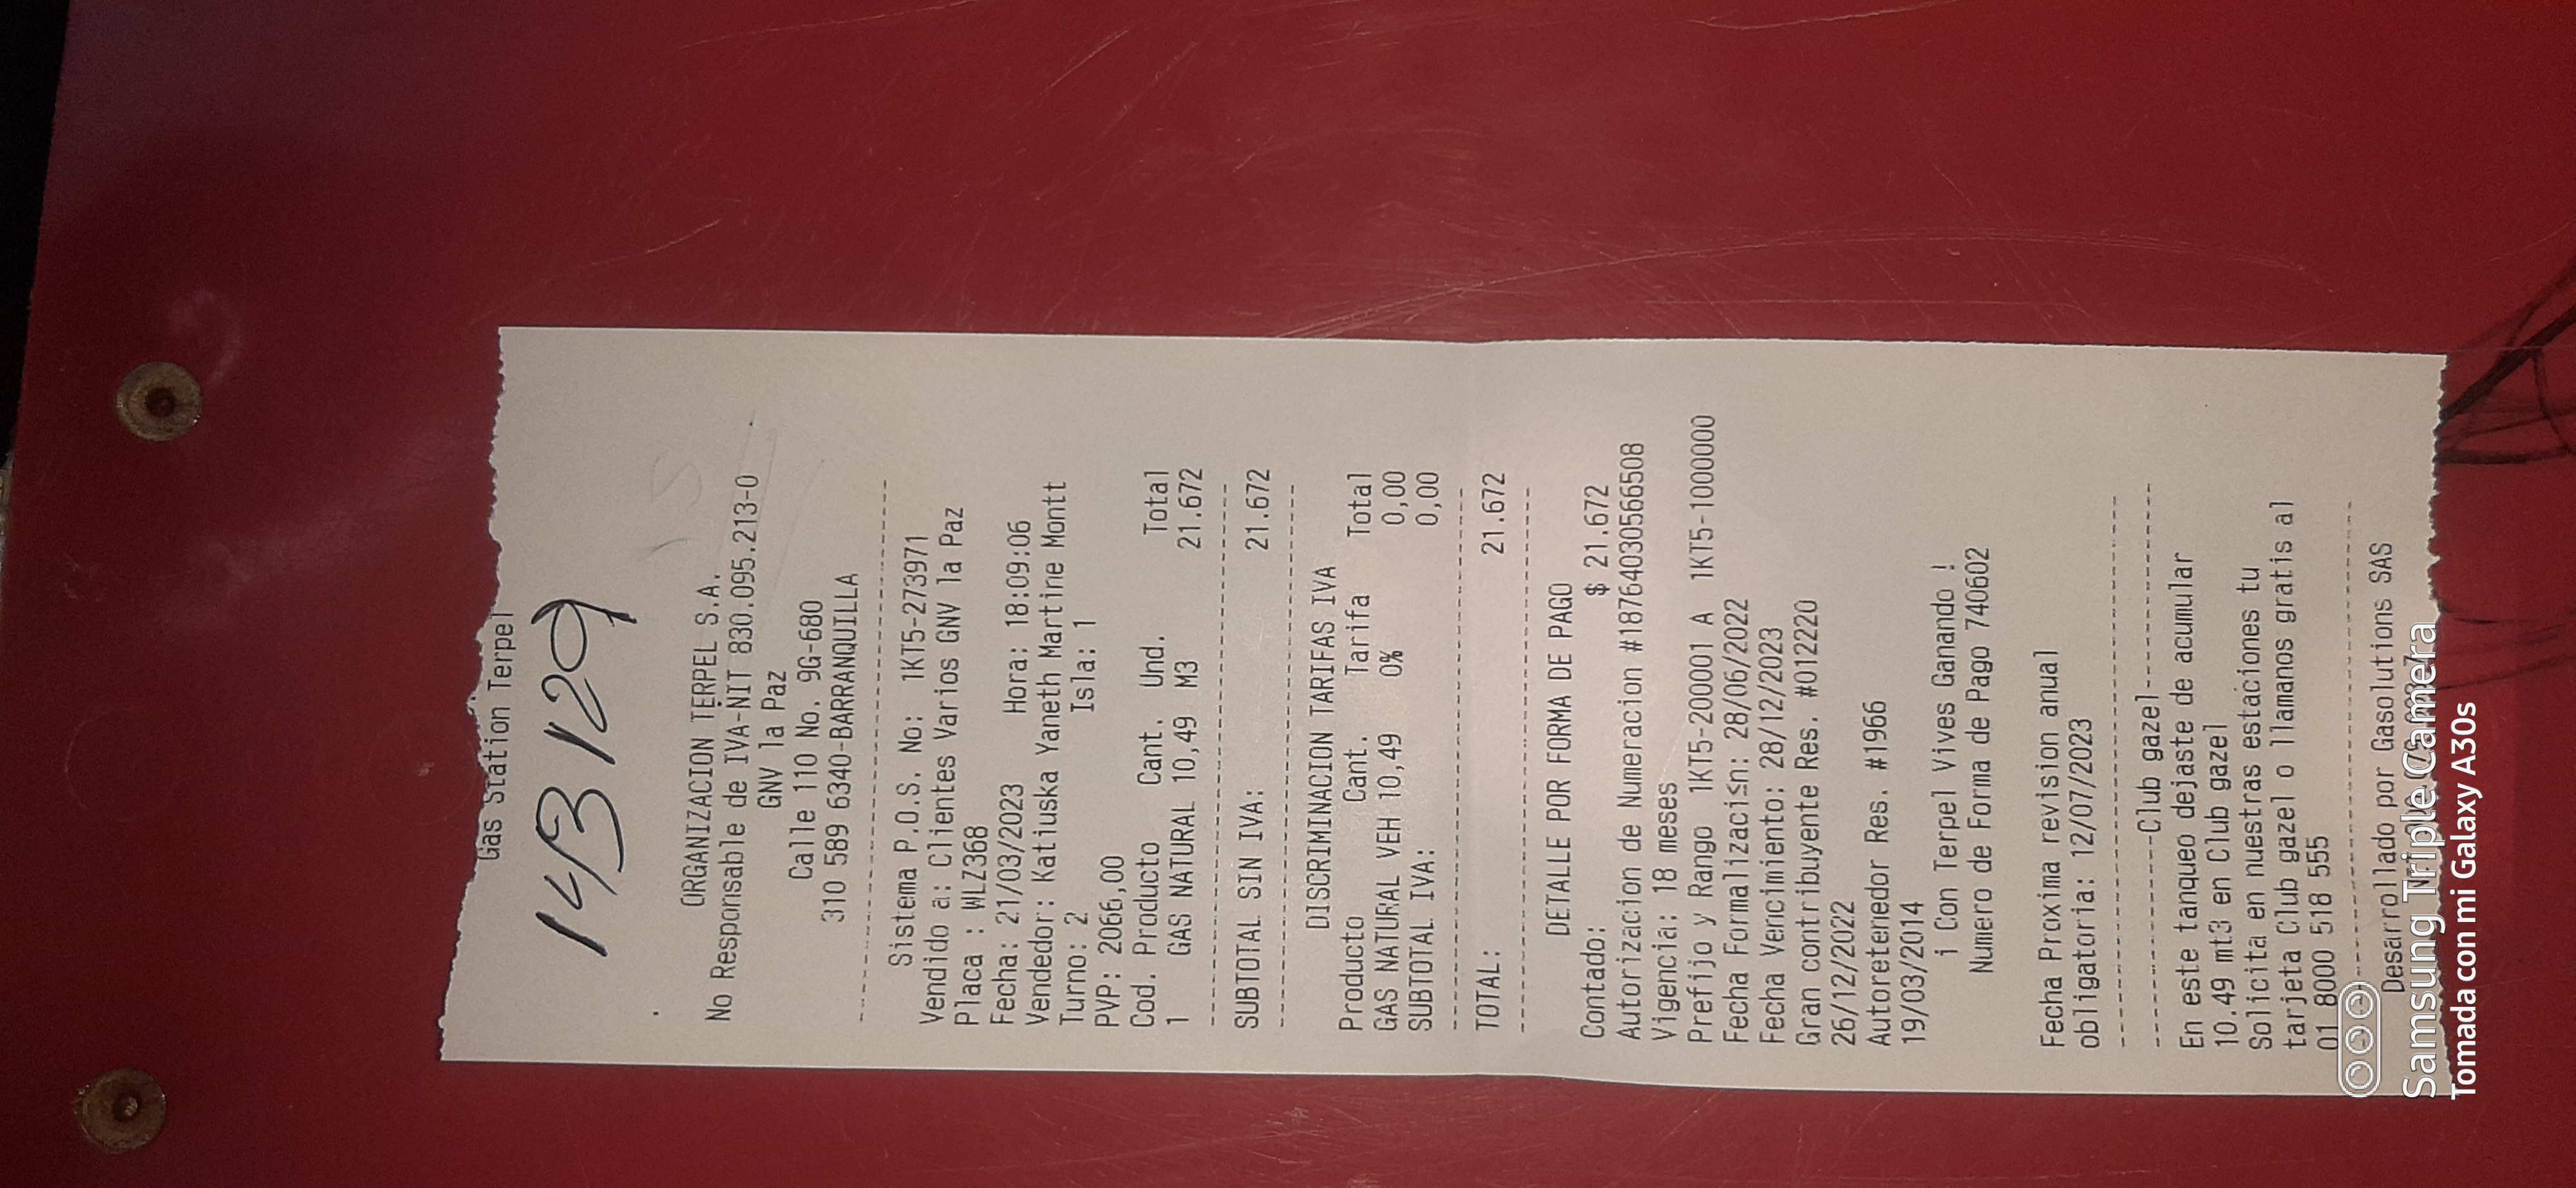 Gas Station Terpel
143129
ORGANIZACION TERPEL S.A.
No Responsable de IVA-NIT 830.095.213-0
GNV la Paz
Calle 110 No. 9G-680
310 589 6340-BARRANQUILLA
Sistema P.O.S. No: 1KT5-273971
Vendido a: Clientes Varios GNV la Paz
Placa : WLZ368
Fecha: 21/03/2023 Hora: 18:09:06
Vendedor: Katiuska Yaneth Martine Mont
Turno: 2 Isla: 1
PVP: 2066,00
Cod. Producto Cant. Und. Total
1 GAS NATURAL 10,49 M3 21.672
SUBTOTAL SIN IVA: 21.672
DISCRIMINACION TARIFAS IVA
Producto Cant. Tarifa Total
GAS NATURAL VEH 10,49 0% 0,00
SUBTOTAL IVA: 0,00
TOTAL: 21.672
DETALLE POR FORMA DE PAGO
Contado: $ 21.672
Autorizacion de Numeracion #18764030566508
Vigencia: 18 meses
Prefijo y Rango 1KT5-200001 A 1KT5-1000000
Fecha Formalizaci≤n: 28/06/2022
Fecha Vencimiento: 28/12/2023
Gran contribuyente Res. #012220
26/12/2022
Autoretenedor Res. #1966
19/03/2014
¡ Con Terpel Vives Ganando !
Numero de Forma de Pago 740602
Fecha Proxima revision anual
obligatoria: 12/07/2023
----------Club gazel----------
En este tanqueo dejaste de acumular
10.49 mt3 en Club gazel
Solicita en nuestras estaciones tu
tarjeta Club gazel o llamanos gratis al
01 8000 518 555
Desarrollado por Gasolutions SAS
Samsung Triple Camera
Tomada con mi Galaxy A30s